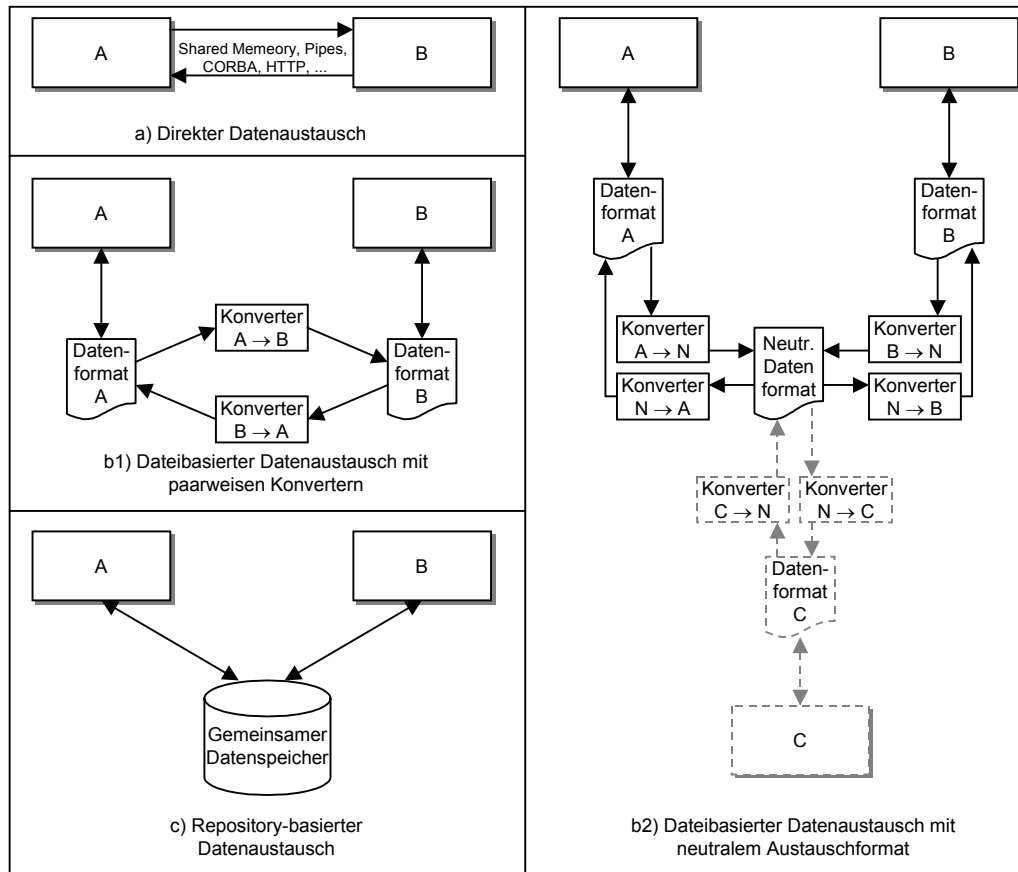 A
Shared Memeory, Pipes,
CORBA, HTTP, ...
B
a) Direkter Datenaustausch
A
B
Konverter
A → B
Daten-
format
A
Daten-
format
B
Konverter
B → A
b1) Dateibasierter Datenaustausch mit
paarweisen Konvertern
A
B
Gemeinsamer
Datenspeicher
c) Repository-basierter
Datenaustausch
A
B
Daten-
format
A
Daten-
format
B
Konverter
A → N
Neutr.
Daten
format
Konverter
B → N
Konverter
N → A
Konverter
N → B
Konverter
C → N
Konverter
N → C
Daten-
format
C
C
b2) Dateibasierter Datenaustausch mit
neutralem Austauschformat